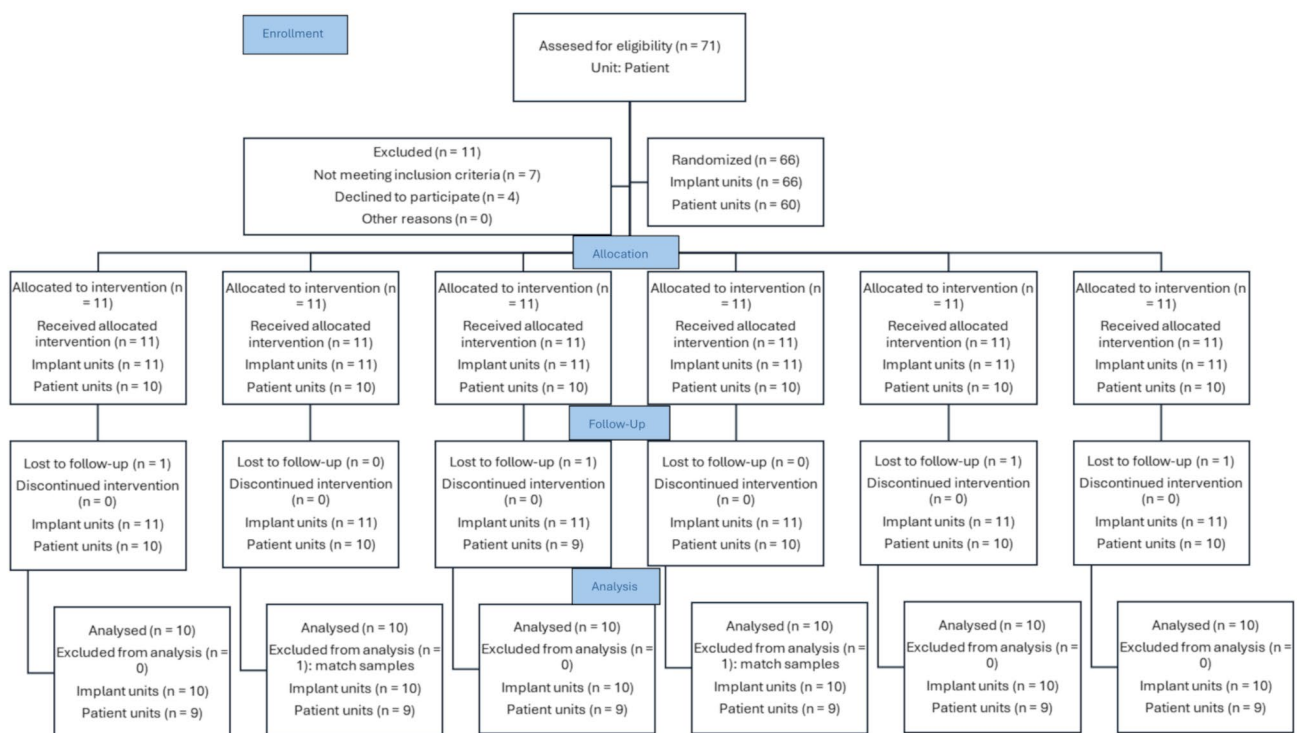 Enrollment
Assesed for eligibility (n = 71)
Unit: Patient
Excluded (n = 11)
Not meeting inclusion criteria (n = 7)
Declined to participate (n = 4)
Other reasons (n = 0)
Randomized (n = 66)
Implant units (n = 66)
Patient units (n = 60)
Allocation
Allocated to intervention (n
= 11)
Received allocated
intervention (n = 11)
Implant units (n = 11)
Patient units (n = 10)
Allocated to intervention (n
= 11)
Received allocated
intervention (n = 11)
Implant units (n = 11)
Patient units (n = 10)
Allocated to intervention (n
= 11)
Received allocated
intervention (n = 11)
Implant units (n = 11)
Patient units (n = 10)
Allocated to intervention (n
= 11)
Received allocated
intervention (n = 11)
Implant units (n = 11)
Patient units (n = 10)
Allocated to intervention (n
= 11)
Received allocated
intervention (n = 11)
Implant units (n = 11)
Patient units (n = 10)
Allocated to intervention (n
= 11)
Received allocated
intervention (n = 11)
Implant units (n = 11)
Patient units (n = 10)
Follow-Up
Lost to follow-up (n = 1)
Discontinued intervention
(n = 0)
Implant units (n = 11)
Patient units (n = 10)
Lost to follow-up (n = 0)
Discontinued intervention
(n = 0)
Implant units (n = 11)
Patient units (n = 10)
Lost to follow-up (n = 1)
Discontinued intervention
(n = 0)
Implant units (n = 11)
Patient units (n = 9)
Lost to follow-up (n = 0)
Discontinued intervention
(n = 0)
Implant units (n = 11)
Patient units (n = 10)
Lost to follow-up (n = 1)
Discontinued intervention
(n = 0)
Implant units (n = 11)
Patient units (n = 10)
Lost to follow-up (n = 1)
Discontinued intervention
(n = 0)
Implant units (n = 11)
Patient units (n = 10)
Analysis
Analysed (n = 10)
Excluded from analysis (n =
0)
Implant units (n = 10)
Patient units (n = 9)
Analysed (n = 10)
Excluded from analysis (n =
1): match samples
Implant units (n = 10)
Patient units (n = 9)
Analysed (n = 10)
Excluded from analysis (n =
0)
Implant units (n = 10)
Patient units (n = 9)
Analysed (n = 10)
Excluded from analysis (n =
1): match samples
Implant units (n = 10)
Patient units (n = 9)
Analysed (n = 10)
Excluded from analysis (n =
0)
Implant units (n = 10)
Patient units (n = 9)
Analysed (n = 10)
Excluded from analysis (n =
0)
Implant units (n = 10)
Patient units (n = 9)